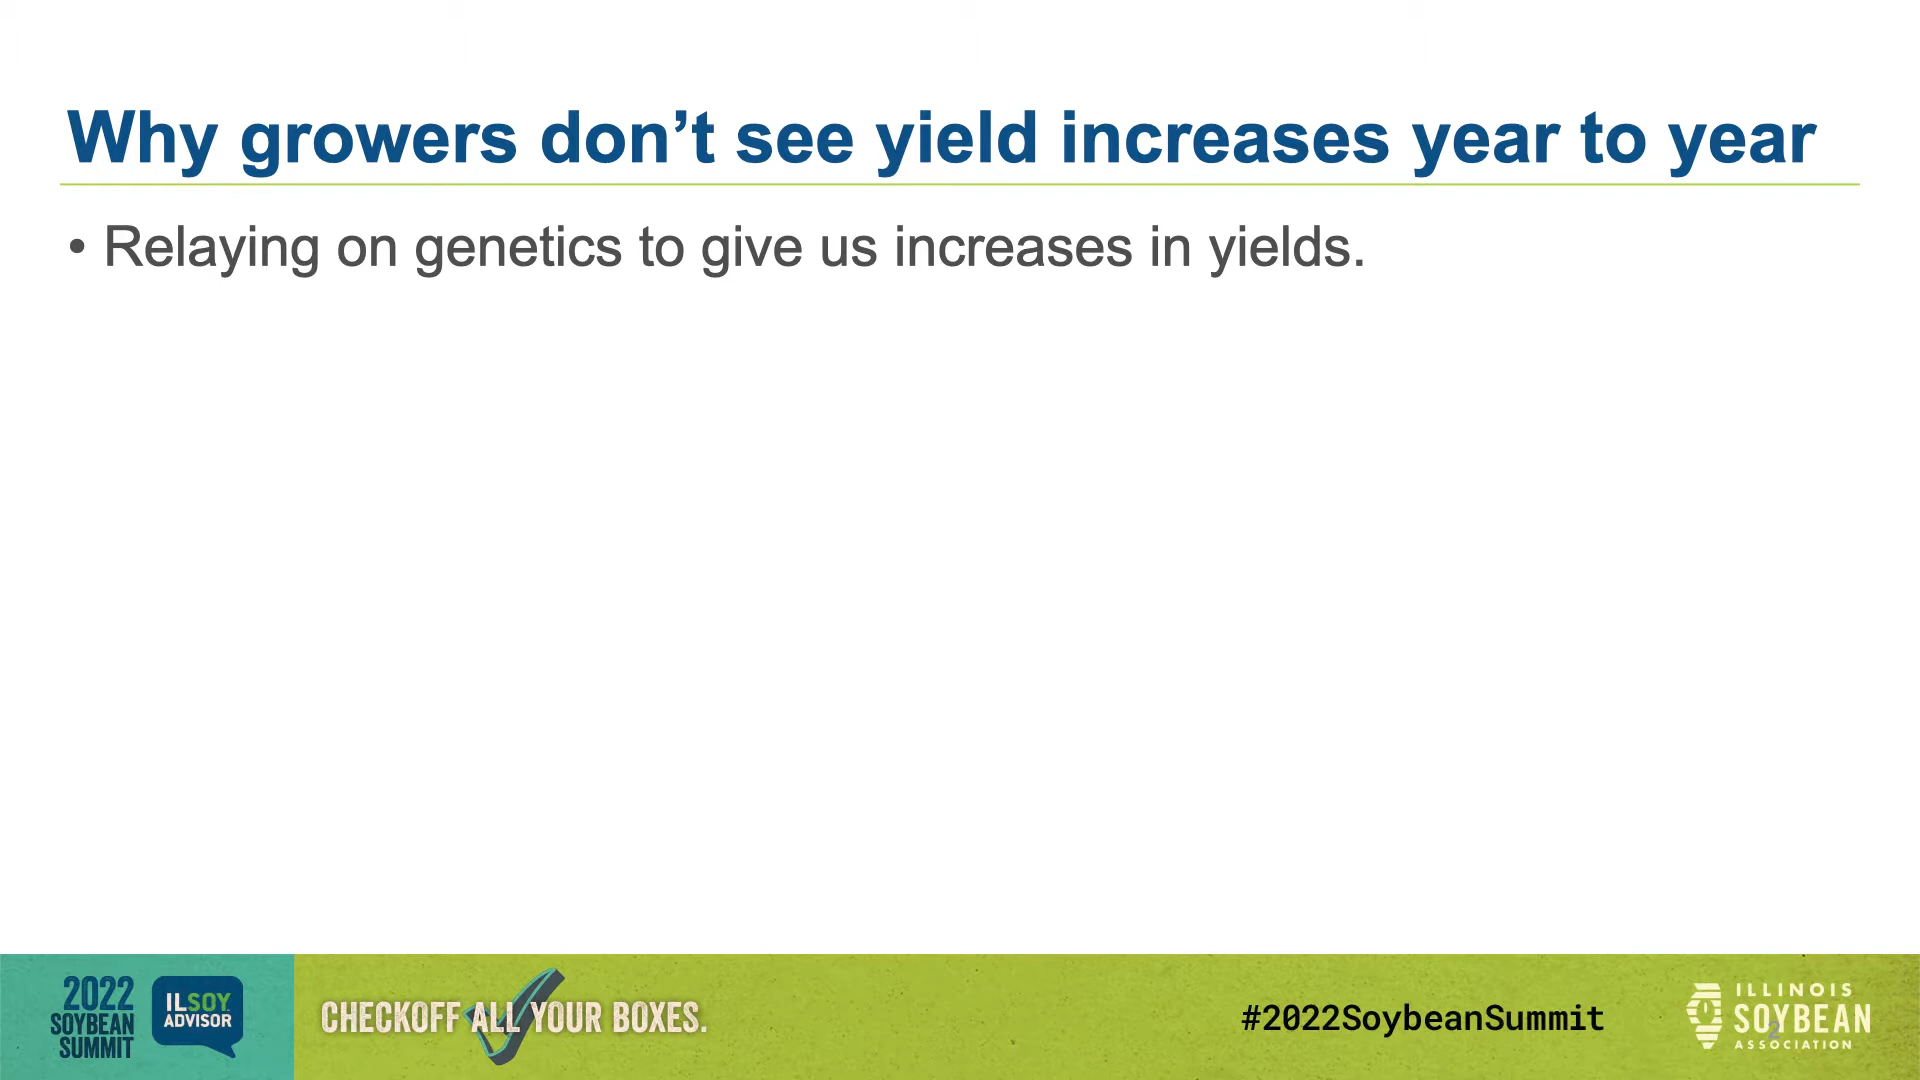 Why growers don’t see yield increases year to year
• Relaying on genetics to give us increases in yields.
2022
SOYBEAN
SUMMIT
ILSOY
ADVISOR
CHECKOFF ALL YOUR BOXES.
#2022SoybeanSummit
ILLINOIS
SOYBEAN
ASSOCIATION
2